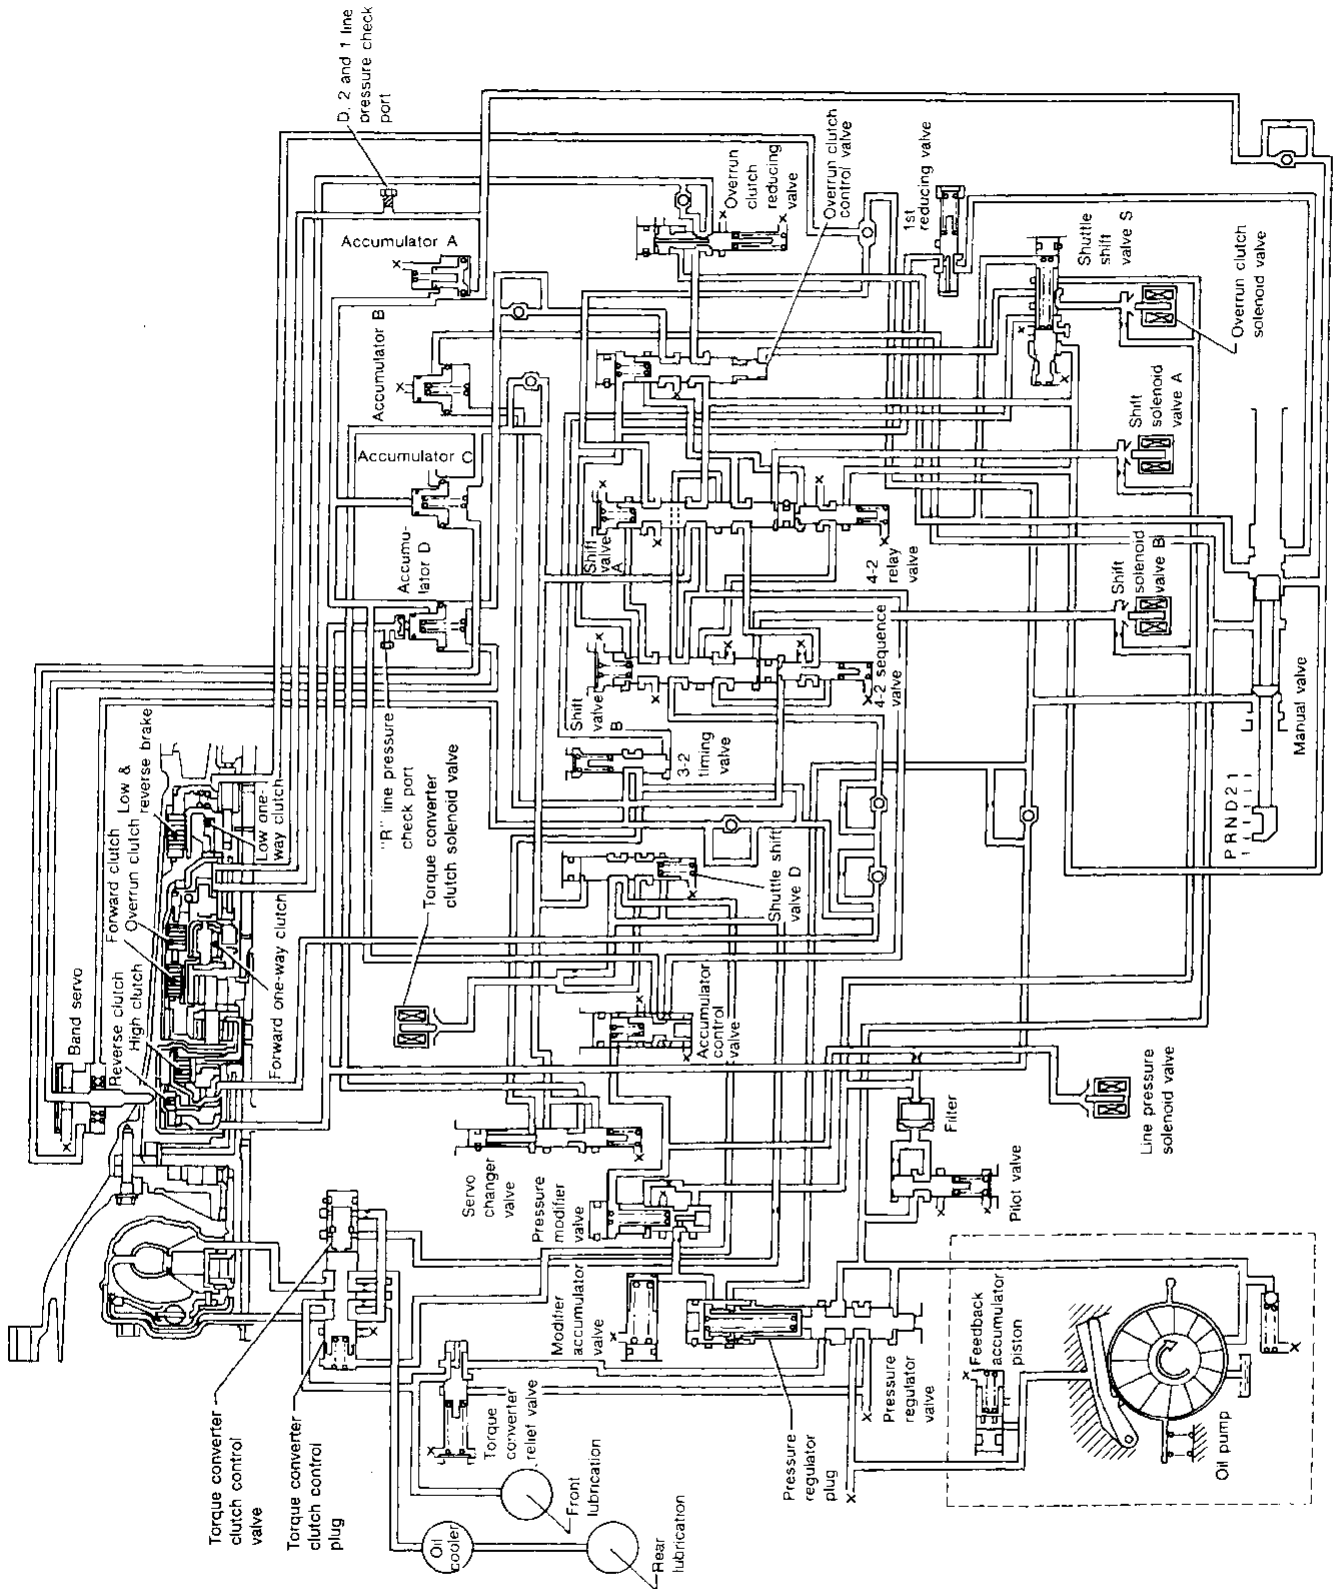 D, 2 and 1 line
pressure check
port
Accumulator A
Accumulator B
Accumulator C
Accumu-
lator D
"R" line pressure
check port
Torque converter
clutch solenoid valve
Overrun
clutch
reducing
valve
Overrun clutch
control valve
1st
reducing valve
Shuttle
shift
valve S
Overrun clutch
solenoid valve
Shift
solenoid
valve A
Shift
solenoid
valve B
Shift
valve
A
4-2
relay
valve
Shift
valve
B
4-2 sequence
valve
3-2
timing
valve
Shuttle shift
valve D
Manual valve
P R N D 2 1
Low &
reverse brake
Low one-
way clutch
Forward clutch
Overrun clutch
Forward one-way clutch
Reverse clutch
High clutch
Band servo
Accumulator
control
valve
Servo
changer
valve
Pressure
modifier
valve
Modifier
accumulator
valve
Filter
Pilot valve
Line pressure
solenoid valve
Torque converter
clutch control
valve
Torque converter
clutch control
plug
Torque
converter
relief valve
Front
lubrication
Oil
cooler
Rear
lubrication
Pressure
regulator
plug
Pressure
regulator
valve
Feedback
accumulator
piston
Oil pump